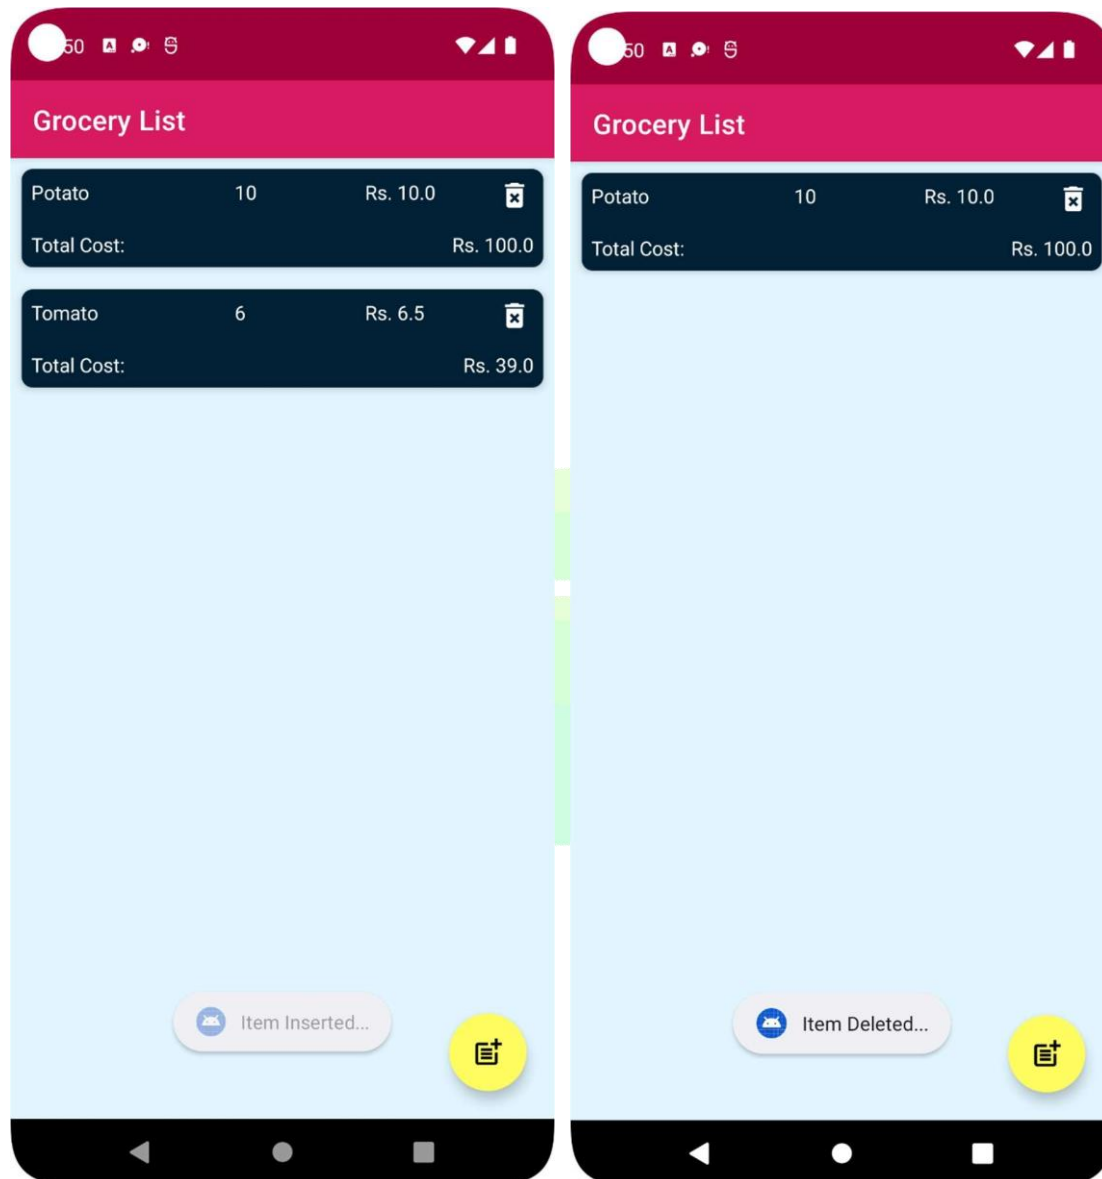 50
Grocery List
Potato 10 Rs. 10.0
Total Cost: Rs. 100.0
Tomato 6 Rs. 6.5
Total Cost: Rs. 39.0
Item Inserted...
50
Grocery List
Potato 10 Rs. 10.0
Total Cost: Rs. 100.0
Item Deleted...